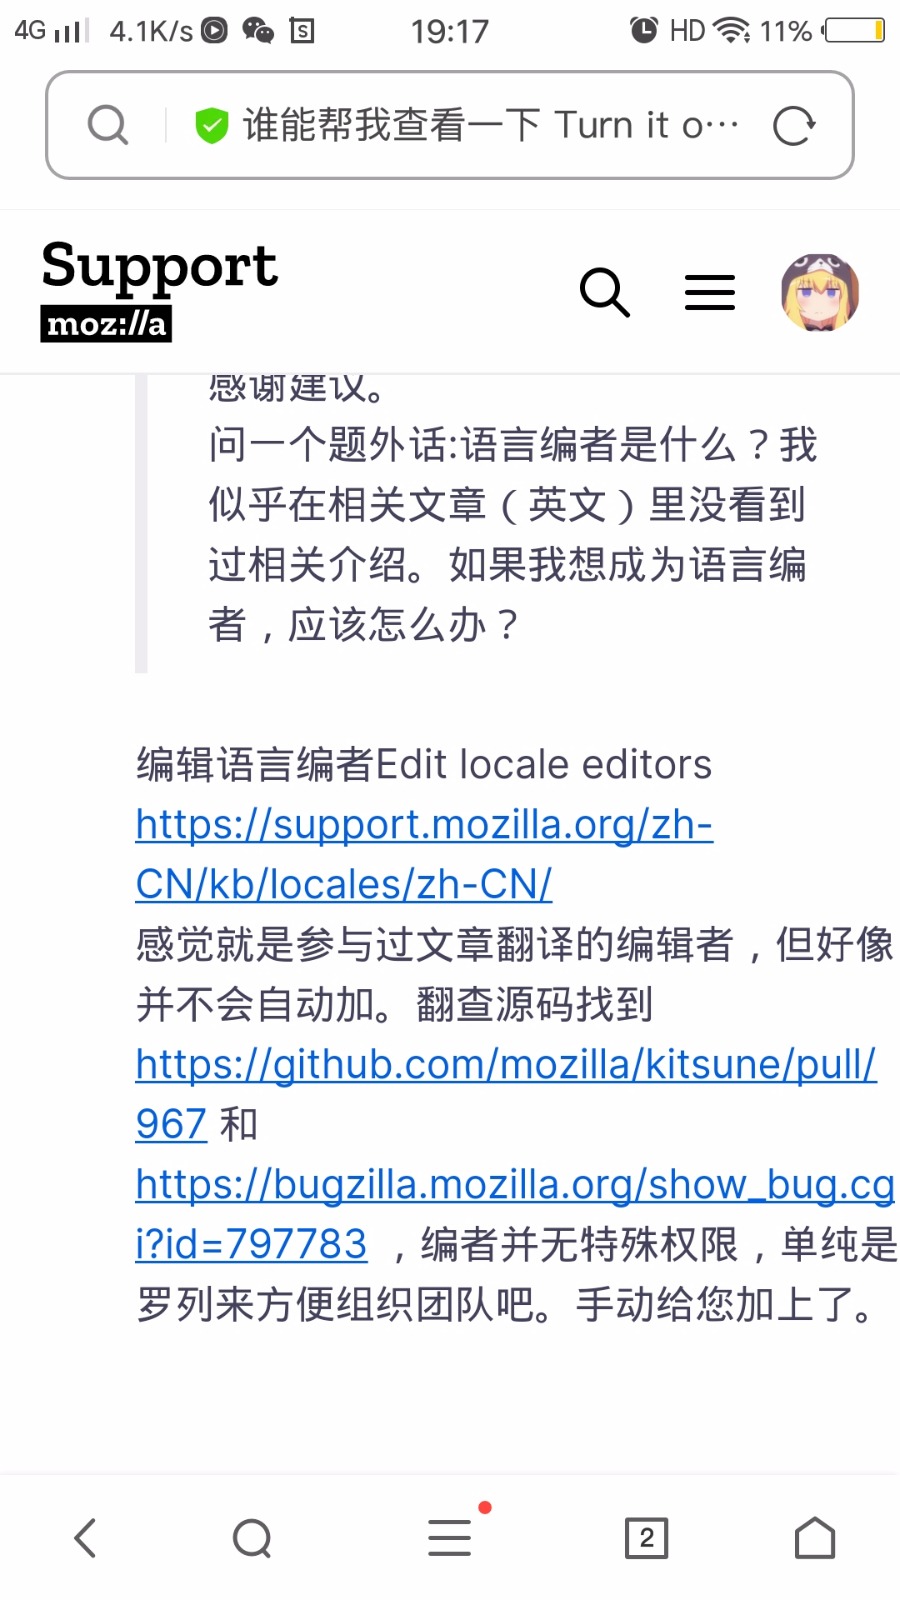 4G 4.1K/s 19:17 HD 11%
谁能帮我查看一下 Turn it o…
Support
moz://a
感谢建议。
问一个题外话:语言编者是什么？我
似乎在相关文章（英文）里没看到
过相关介绍。如果我想成为语言编
者，应该怎么办？
编辑语言编者Edit locale editors
https://support.mozilla.org/zh-
CN/kb/locales/zh-CN/
感觉就是参与过文章翻译的编辑者，但好像
并不会自动加。翻查源码找到
https://github.com/mozilla/kitsune/pull/
967 和
https://bugzilla.mozilla.org/show_bug.cg
i?id=797783 ，编者并无特殊权限，单纯是
罗列来方便组织团队吧。手动给您加上了。
2